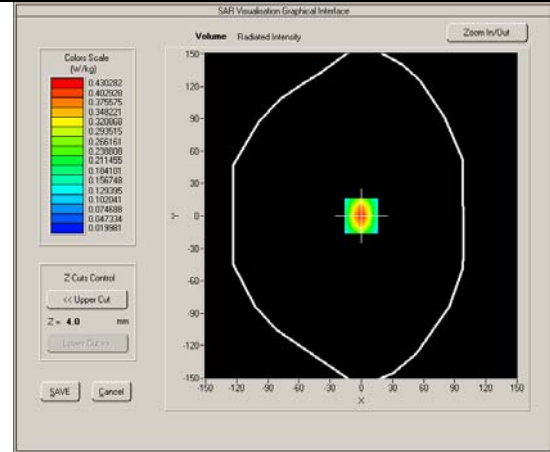 SAR Visualisation Graphical Interface
Volume Radiated Intensity
Zoom In/Out
Colors Scale
(W/kg)
0.430282
0.402928
0.375575
0.348221
0.320868
0.293515
0.266161
0.238808
0.211455
0.184101
0.156748
0.129395
0.102041
0.074688
0.047334
0.019981
Z-Cuts Control
<< Upper Cut
Z = 4.0 mm
Lower Cut >>
SAVE Cancel
150-
120-
90-
60-
30-
0-
-30-
-60-
-90-
-120-
-150-
Y
-150 -120 -90 -60 -30 0 30 60 90 120 150
X